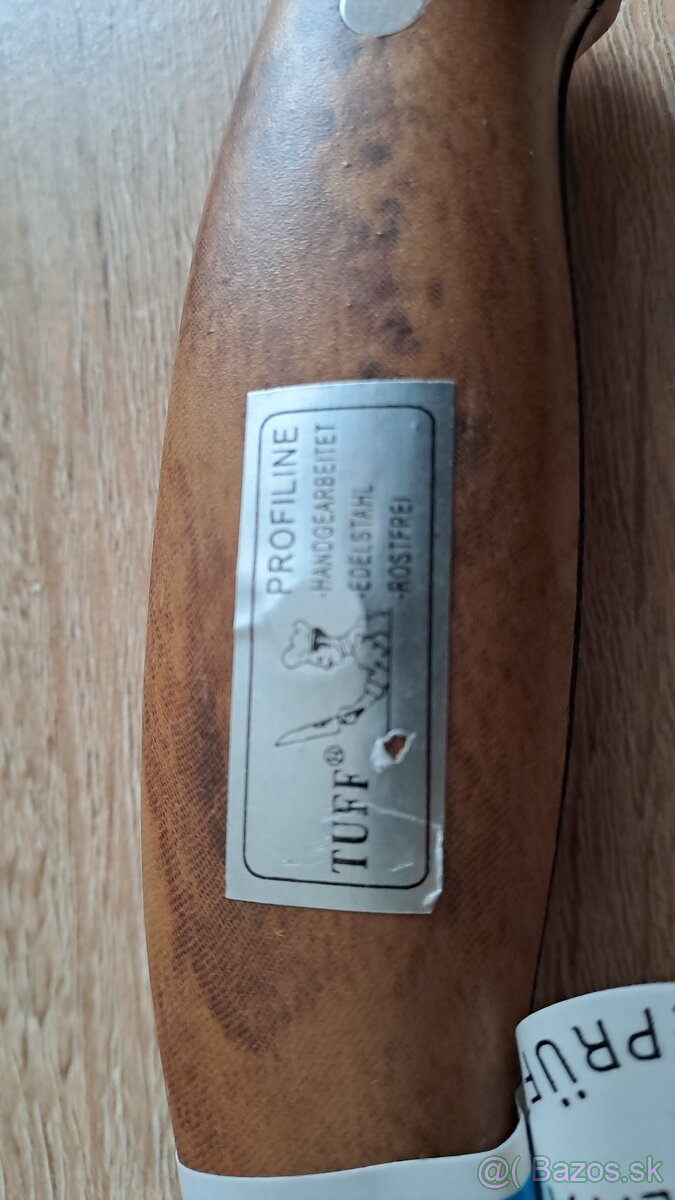 PROFILINE
-HANDGEARBEITET
-EDELSTAHL
-ROSTFREI
TUFF®
PRÜF
@( Bazos.sk